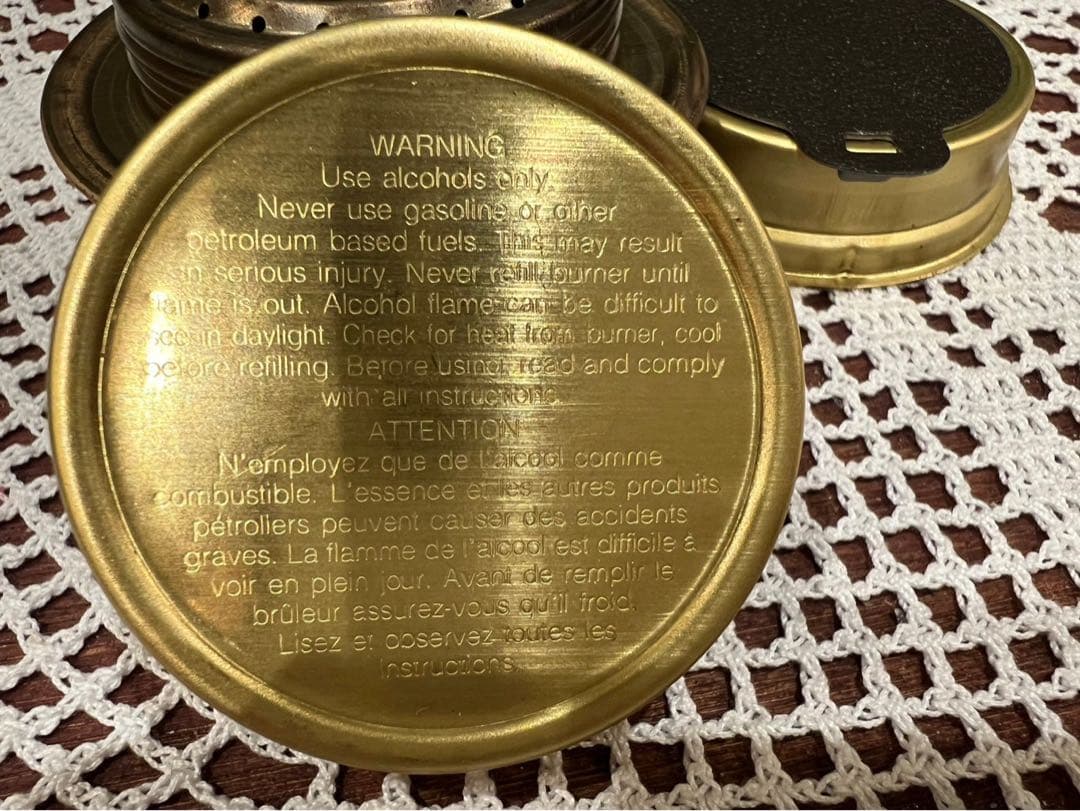 WARNING
Use alcohols only.
Never use gasoline or other
petroleum based fuels. This may result
in serious injury. Never refill burner until
flame is out. Alcohol flame can be difficult to
see in daylight. Check for heat from burner, cool
before refilling. Before using, read and comply
with all instructions.
ATTENTION
N'employez que de l'alcool comme
combustible. L'essence et les autres produits
pétroliers peuvent causer des accidents
graves. La flamme de l'alcool est difficile à
voir en plein jour. Avant de remplir le
brûleur assurez-vous qu'il froid.
Lisez et observez toutes les
instructions.